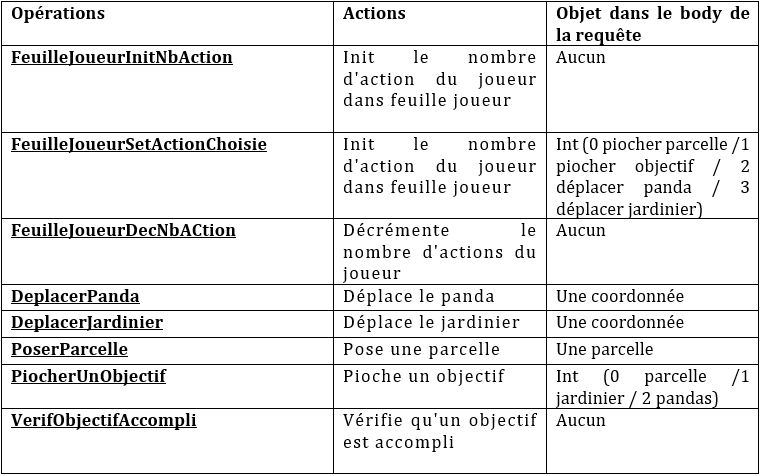 Opérations
Actions
Objet dans le body de
la requête
FeuilleJoueurInitNbAction
Init le nombre
d'action du joueur
dans feuille joueur
Aucun
FeuilleJoueurSetActionChoisie
Init le nombre
d'action du joueur
dans feuille joueur
Int (0 piocher parcelle /1
piocher objectif / 2
déplacer panda / 3
déplacer jardinier)
FeuilleJoueurDecNbACtion
Décrémente le
nombre d'actions du
joueur
Aucun
DeplacerPanda
Déplace le panda
Une coordonnée
DeplacerJardinier
Déplace le jardinier
Une coordonnée
PoserParcelle
Pose une parcelle
Une parcelle
PiocherUnObjectif
Pioche un objectif
Int (0 parcelle /1
jardinier / 2 pandas)
VerifObjectifAccompli
Vérifie qu'un objectif
est accompli
Aucun